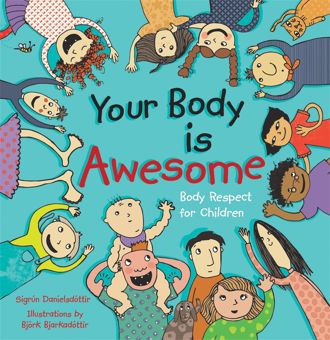 Your Body
is
Awesome
Body Respect
for Children
Sigrún Daníelsdóttir
Illustrations by
Björk Bjarkadóttir